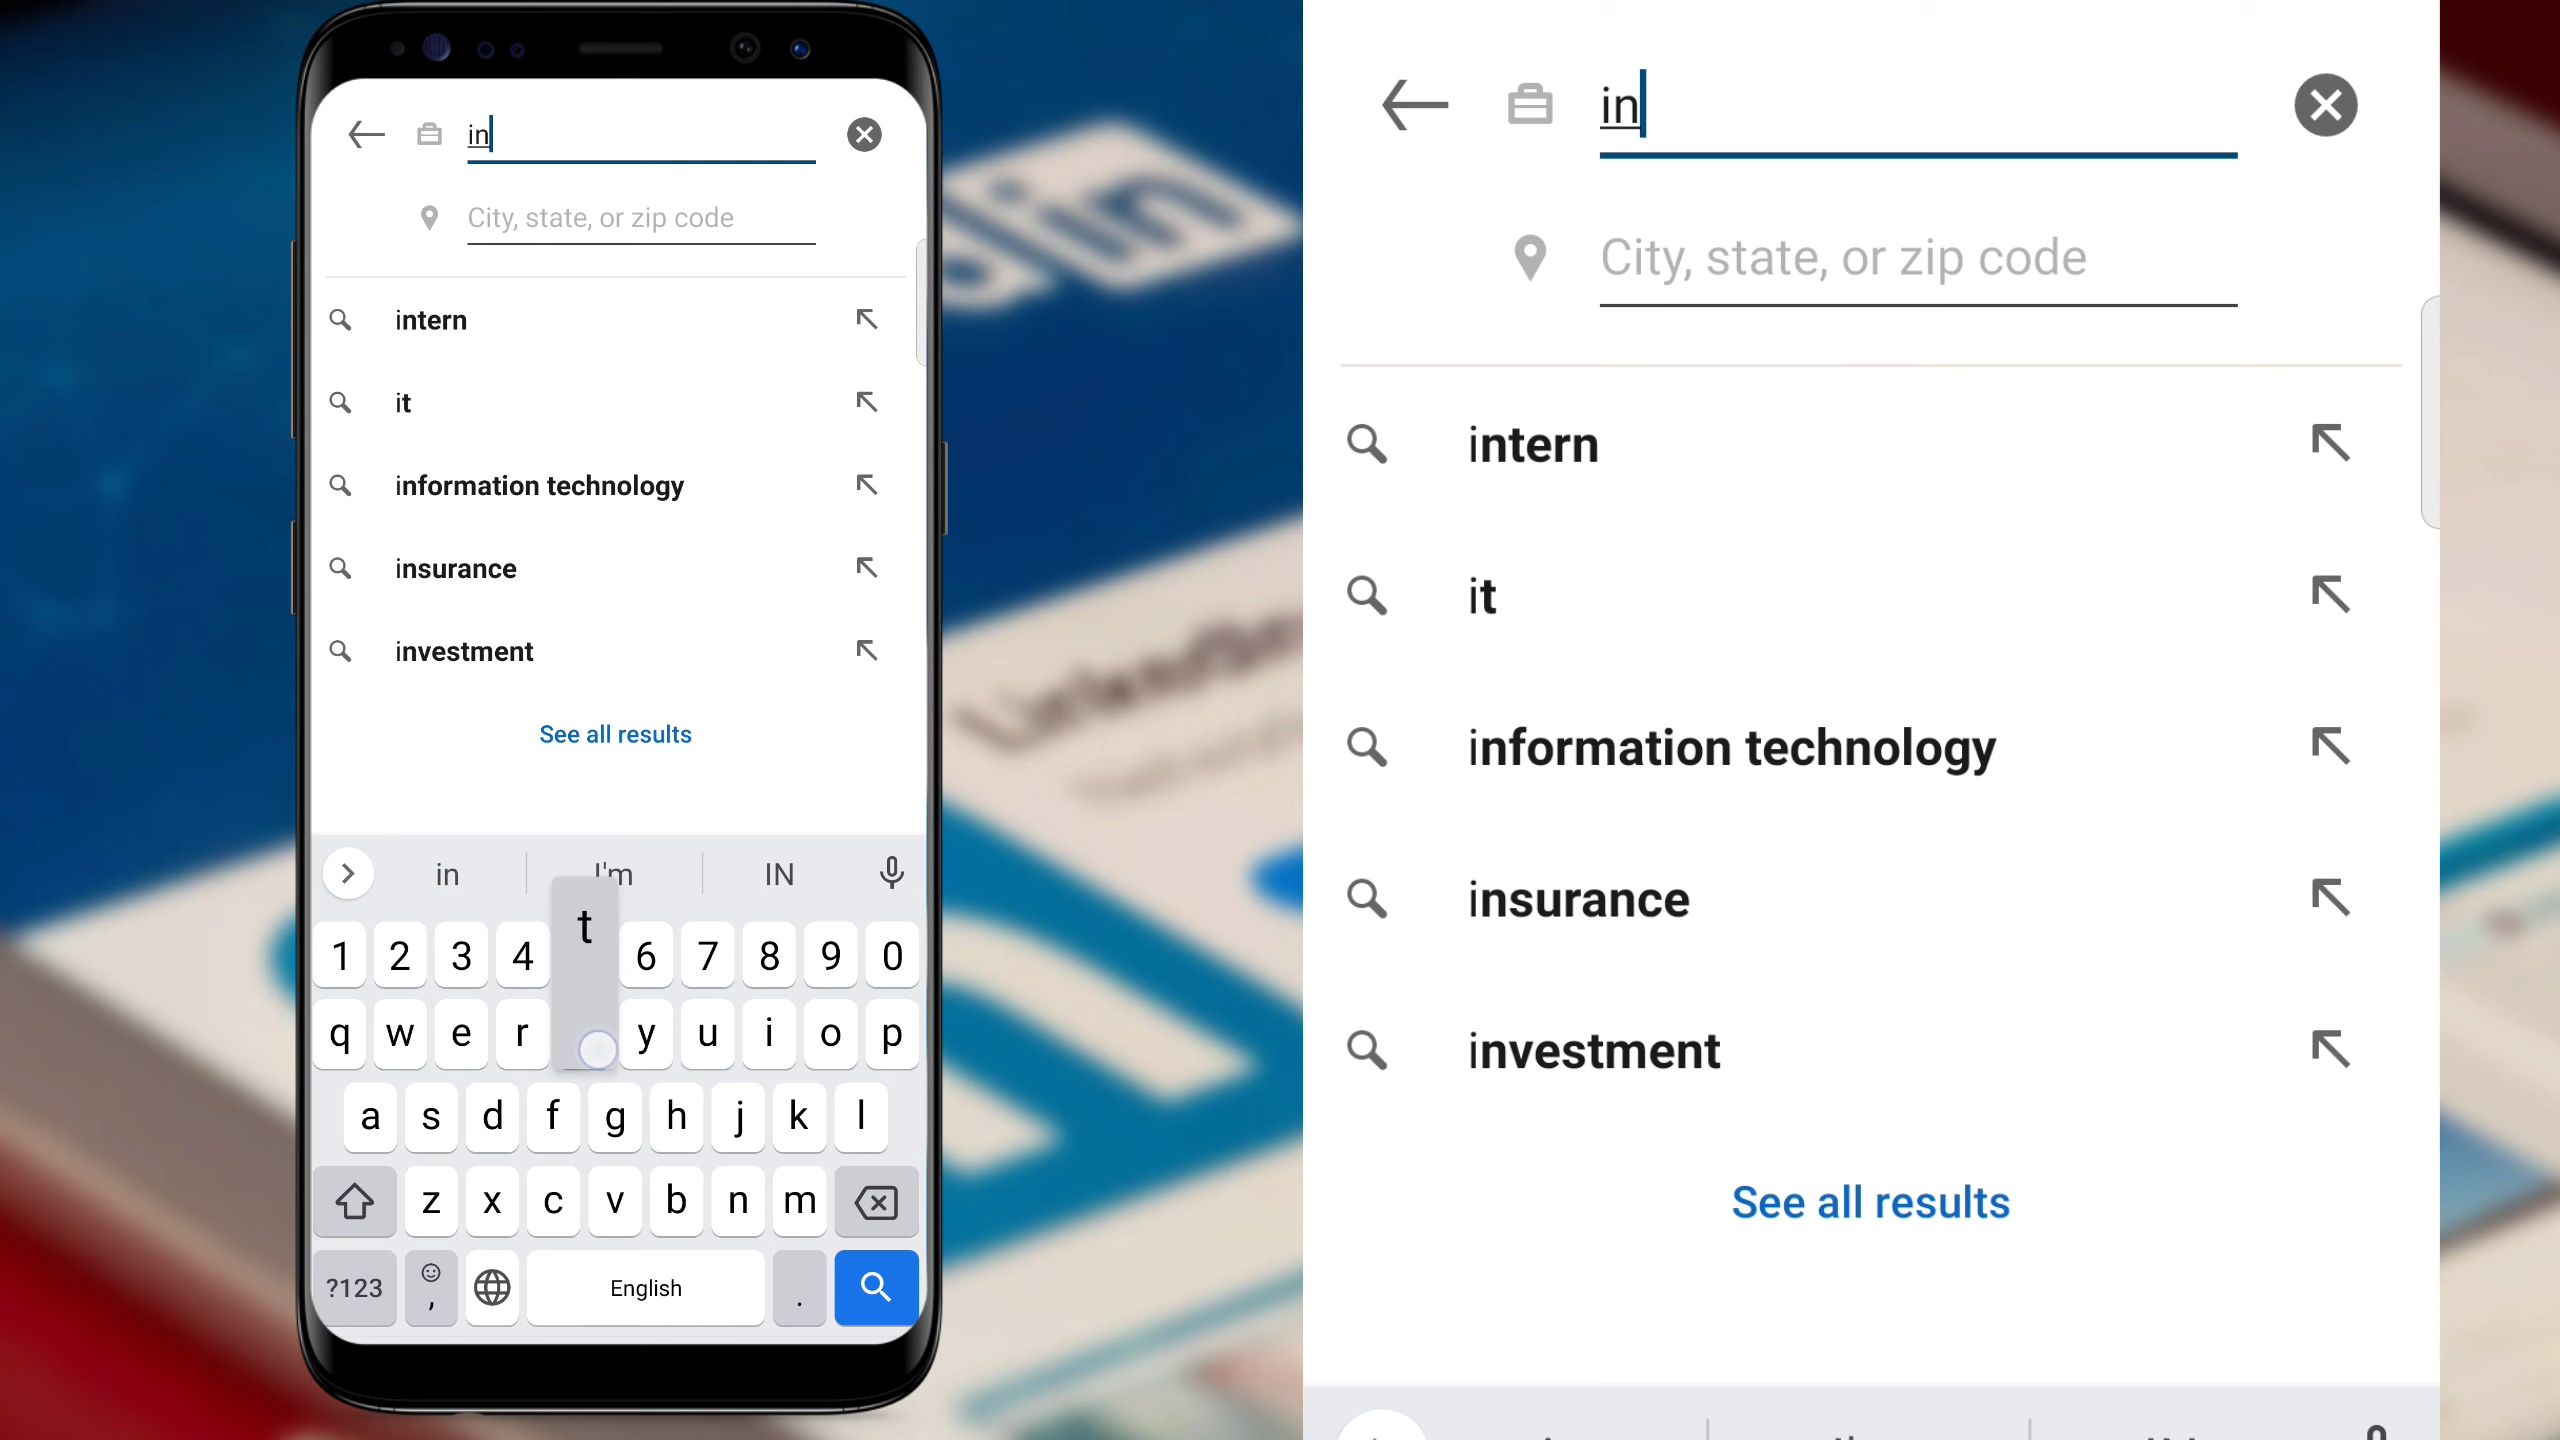 in
City, state, or zip code
intern
it
information technology
insurance
investment
See all results
in I'm IN
t
1 2 3 4 6 7 8 9 0
q w e r y u i o p
a s d f g h j k l
z x c v b n m
?123 , English .
in
in
City, state, or zip code
intern
it
information technology
insurance
investment
See all results